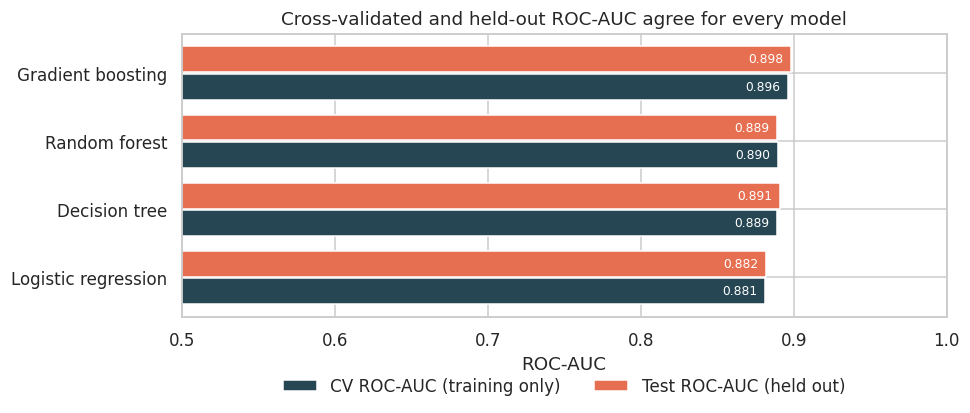 Cross-validated and held-out ROC-AUC agree for every model
Gradient boosting
0.898
0.896
Random forest
0.889
0.890
Decision tree
0.891
0.889
Logistic regression
0.882
0.881
0.5 0.6 0.7 0.8 0.9 1.0
ROC-AUC
CV ROC-AUC (training only) Test ROC-AUC (held out)